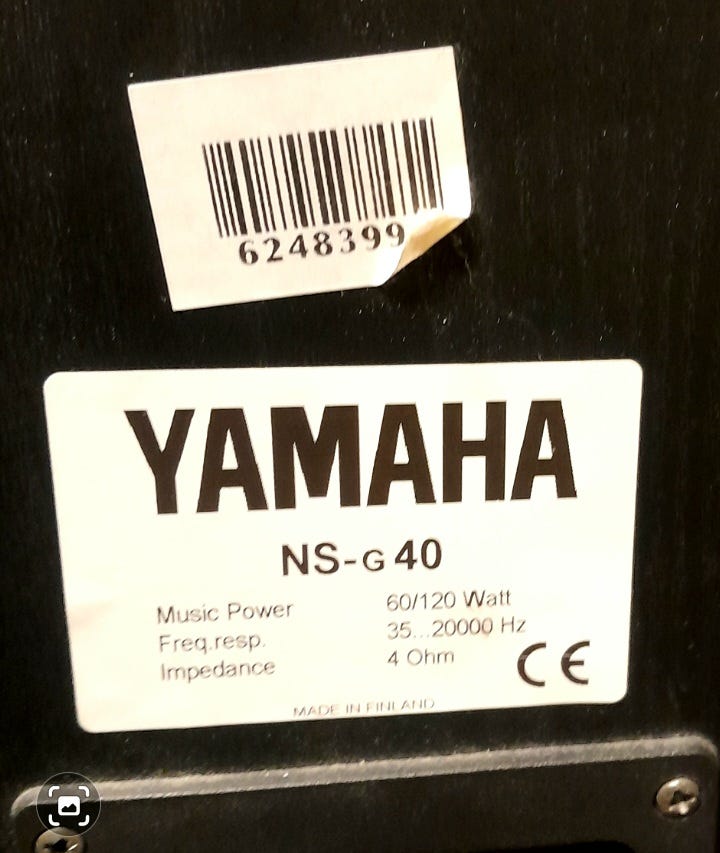 6248399
YAMAHA
NS-G 40
Music Power 60/120 Watt
Freq.resp. 35...20000 Hz
Impedance 4 Ohm
CE
MADE IN FINLAND